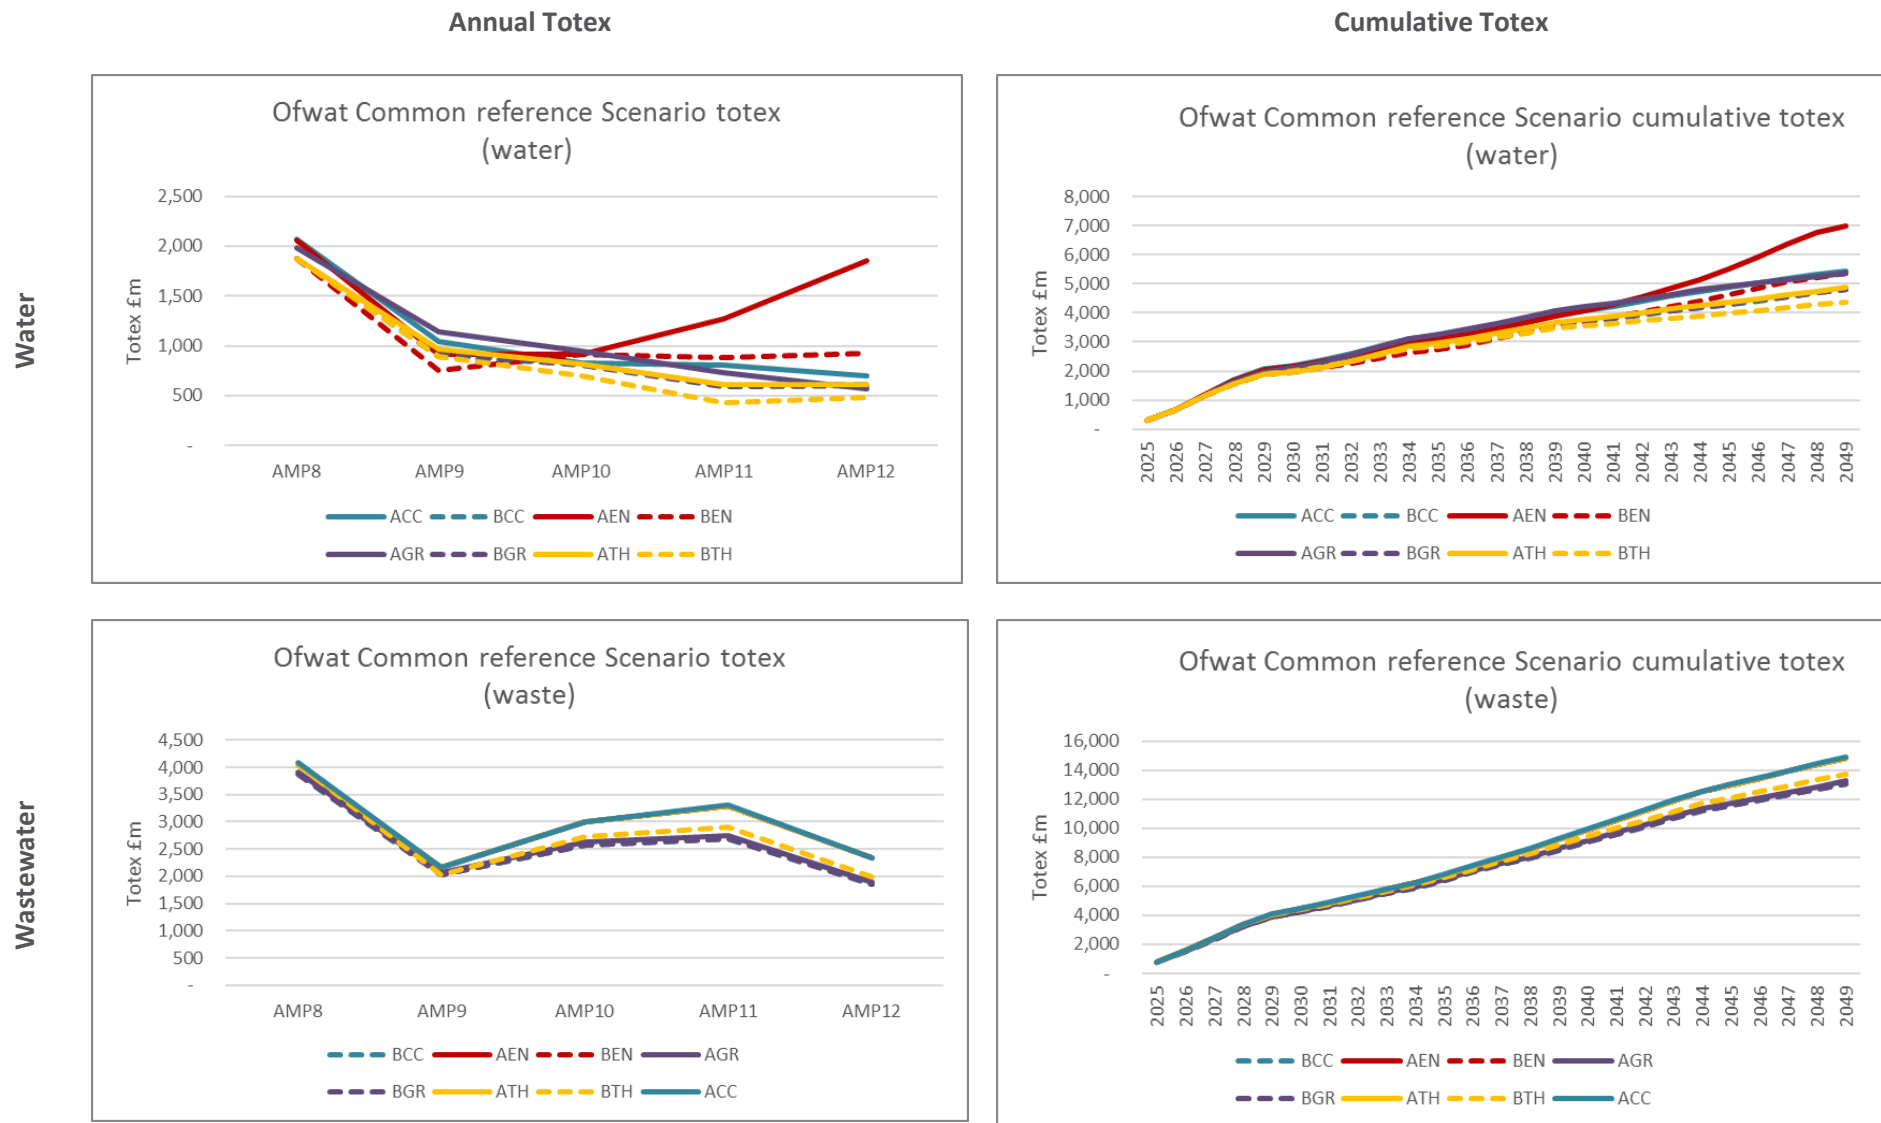 Annual Totex
Cumulative Totex
Water
Ofwat Common reference Scenario totex
(water)
Totex £m
2,500
2,000
1,500
1,000
500
-
AMP8 AMP9 AMP10 AMP11 AMP12
ACC BCC AEN BEN
AGR BGR ATH BTH
Ofwat Common reference Scenario cumulative totex
(water)
Totex £m
8,000
7,000
6,000
5,000
4,000
3,000
2,000
1,000
-
2025 2026 2027 2028 2029 2030 2031 2032 2033 2034 2035 2036 2037 2038 2039 2040 2041 2042 2043 2044 2045 2046 2047 2048 2049
ACC BCC AEN BEN
AGR BGR ATH BTH
Wastewater
Ofwat Common reference Scenario totex
(waste)
Totex £m
4,500
4,000
3,500
3,000
2,500
2,000
1,500
1,000
500
-
AMP8 AMP9 AMP10 AMP11 AMP12
BCC AEN BEN AGR
BGR ATH BTH ACC
Ofwat Common reference Scenario cumulative totex
(waste)
Totex £m
16,000
14,000
12,000
10,000
8,000
6,000
4,000
2,000
-
2025 2026 2027 2028 2029 2030 2031 2032 2033 2034 2035 2036 2037 2038 2039 2040 2041 2042 2043 2044 2045 2046 2047 2048 2049
BCC AEN BEN AGR
BGR ATH BTH ACC